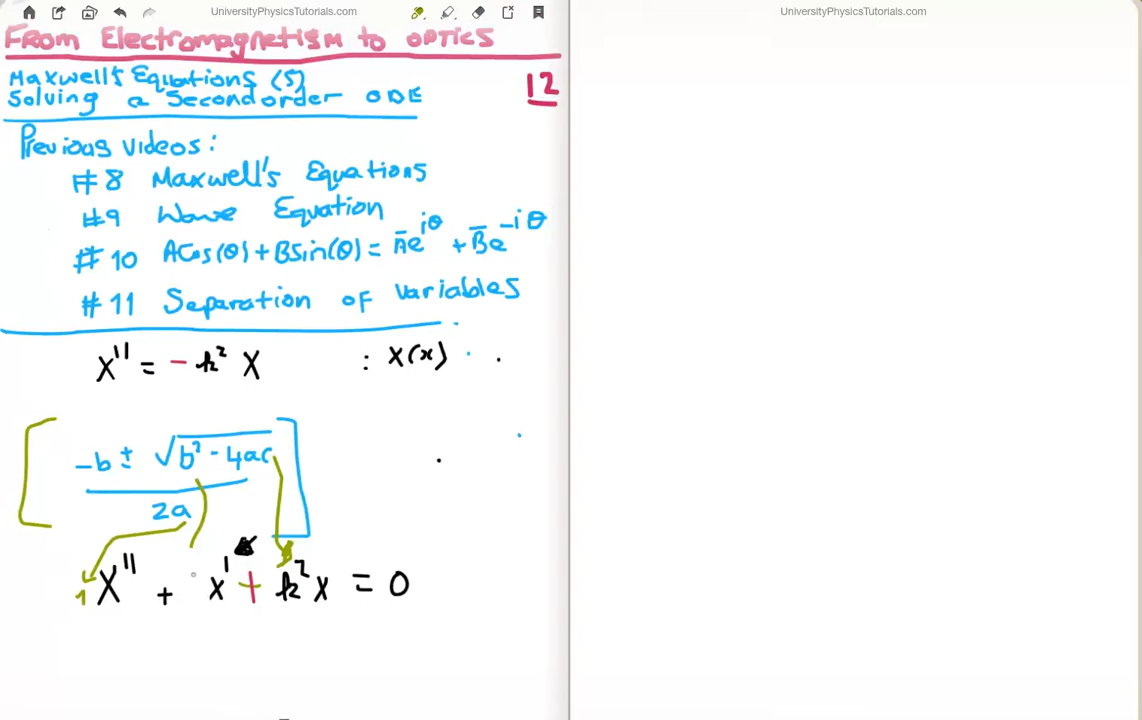 UniversityPhysicsTutorials.com
UniversityPhysicsTutorials.com
From Electromagnetism to OPTICS
Maxwell's Equations (5)
Solving a Second order ODE
12
Previous videos:
#8 Maxwell's Equations
#9 Wave Equation
#10 ACos(θ)+BSin(θ) = A̅e^iθ + B̅e^-iθ
#11 Separation of Variables
X'' = -k² X : X(x)
-b ± √b² - 4ac
2a
1X'' + X' + k²X = 0